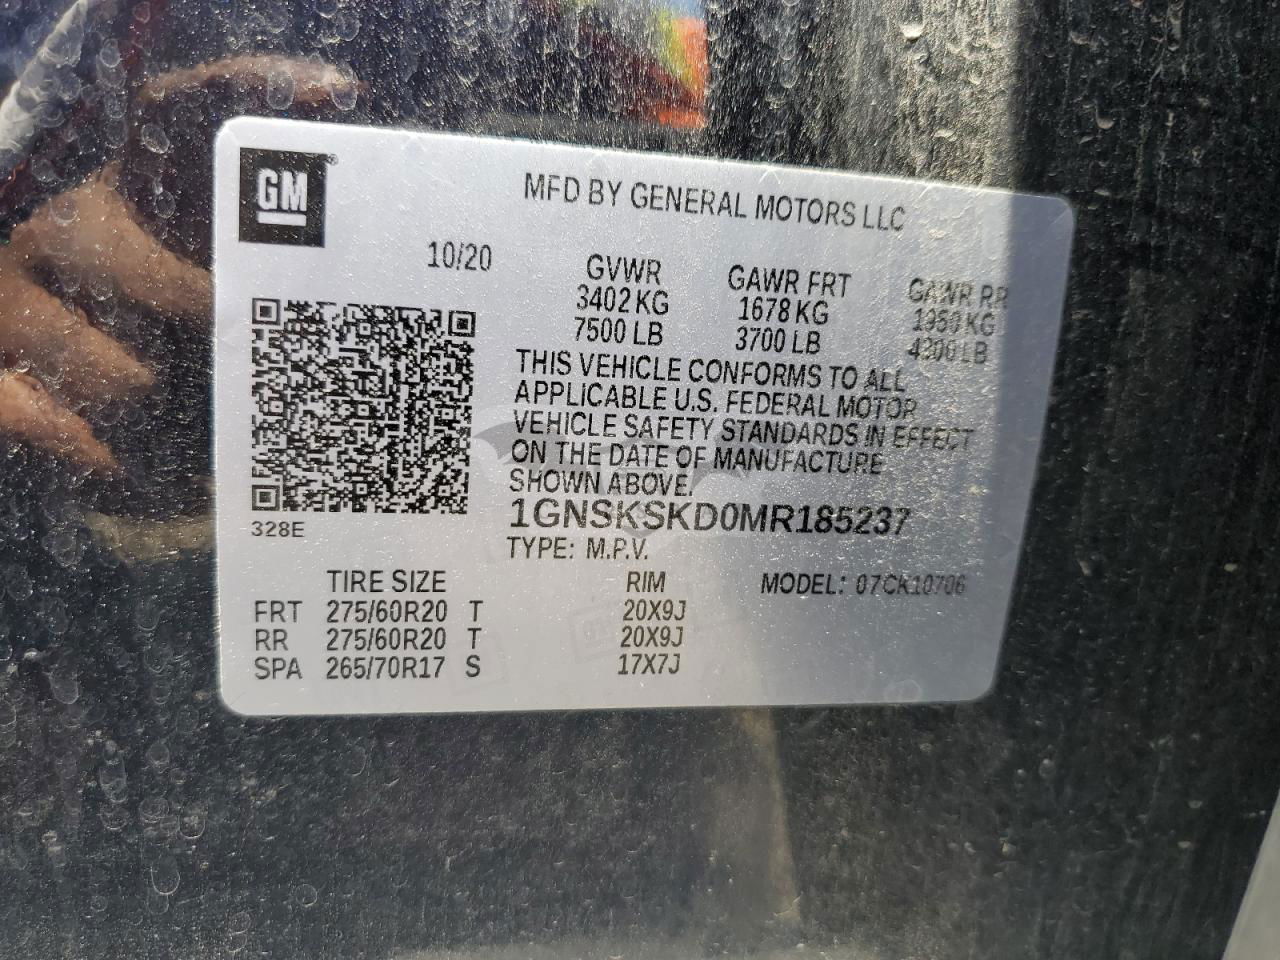 GM
MFD BY GENERAL MOTORS LLC
10/20
GVWR GAWR FRT GAWR RR
3402 KG 1678 KG 1950 KG
7500 LB 3700 LB 4300 LB
THIS VEHICLE CONFORMS TO ALL
APPLICABLE U.S. FEDERAL MOTOR
VEHICLE SAFETY STANDARDS IN EFFECT
ON THE DATE OF MANUFACTURE
SHOWN ABOVE.
1GNSKSKD0MR185237
328E
TYPE: M.P.V.
TIRE SIZE RIM MODEL: 07CK10706
FRT 275/60R20 T 20X9J
RR 275/60R20 T 20X9J
SPA 265/70R17 S 17X7J